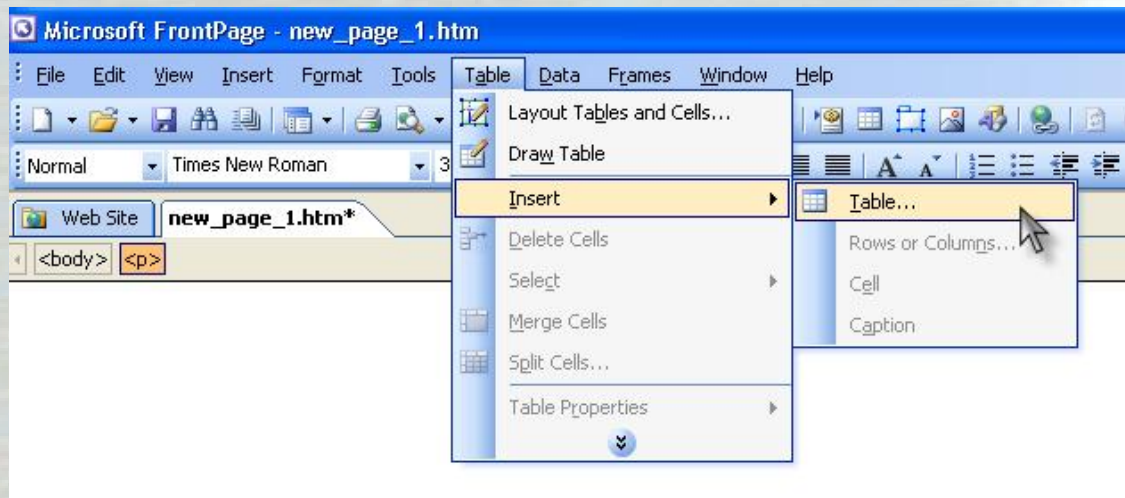 Microsoft FrontPage - new_page_1.htm
File Edit View Insert Format Tools Table Data Frames Window Help
Layout Tables and Cells...
Normal Times New Roman 3
Draw Table
Insert
Table...
Web Site new_page_1.htm*
Delete Cells
Rows or Columns...
<body> <p>
Select
Cell
Merge Cells
Caption
Split Cells...
Table Properties